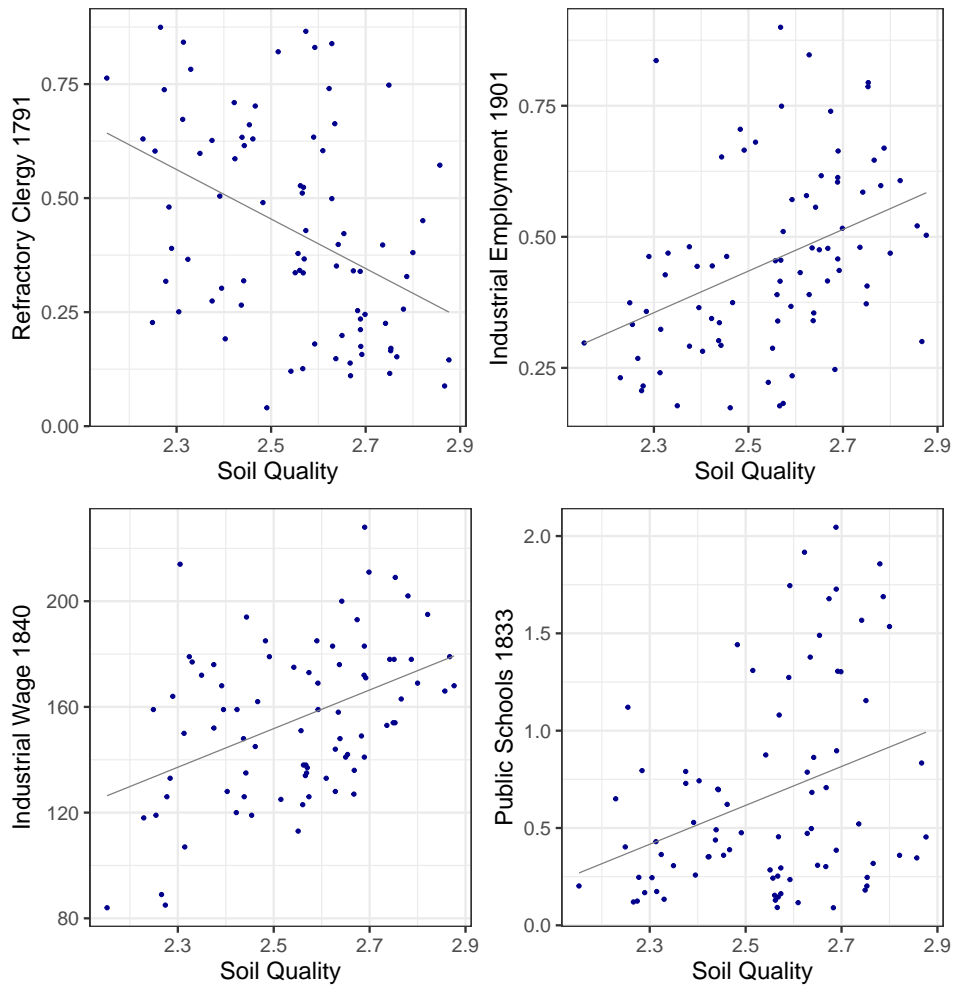 Refractory Clergy 1791
0.75
0.50
0.25
0.00
2.3 2.5 2.7 2.9
Soil Quality
Industrial Employment 1901
0.75
0.50
0.25
2.3 2.5 2.7 2.9
Soil Quality
Industrial Wage 1840
200
160
120
80
2.3 2.5 2.7 2.9
Soil Quality
Public Schools 1833
2.0
1.5
1.0
0.5
0.0
2.3 2.5 2.7 2.9
Soil Quality